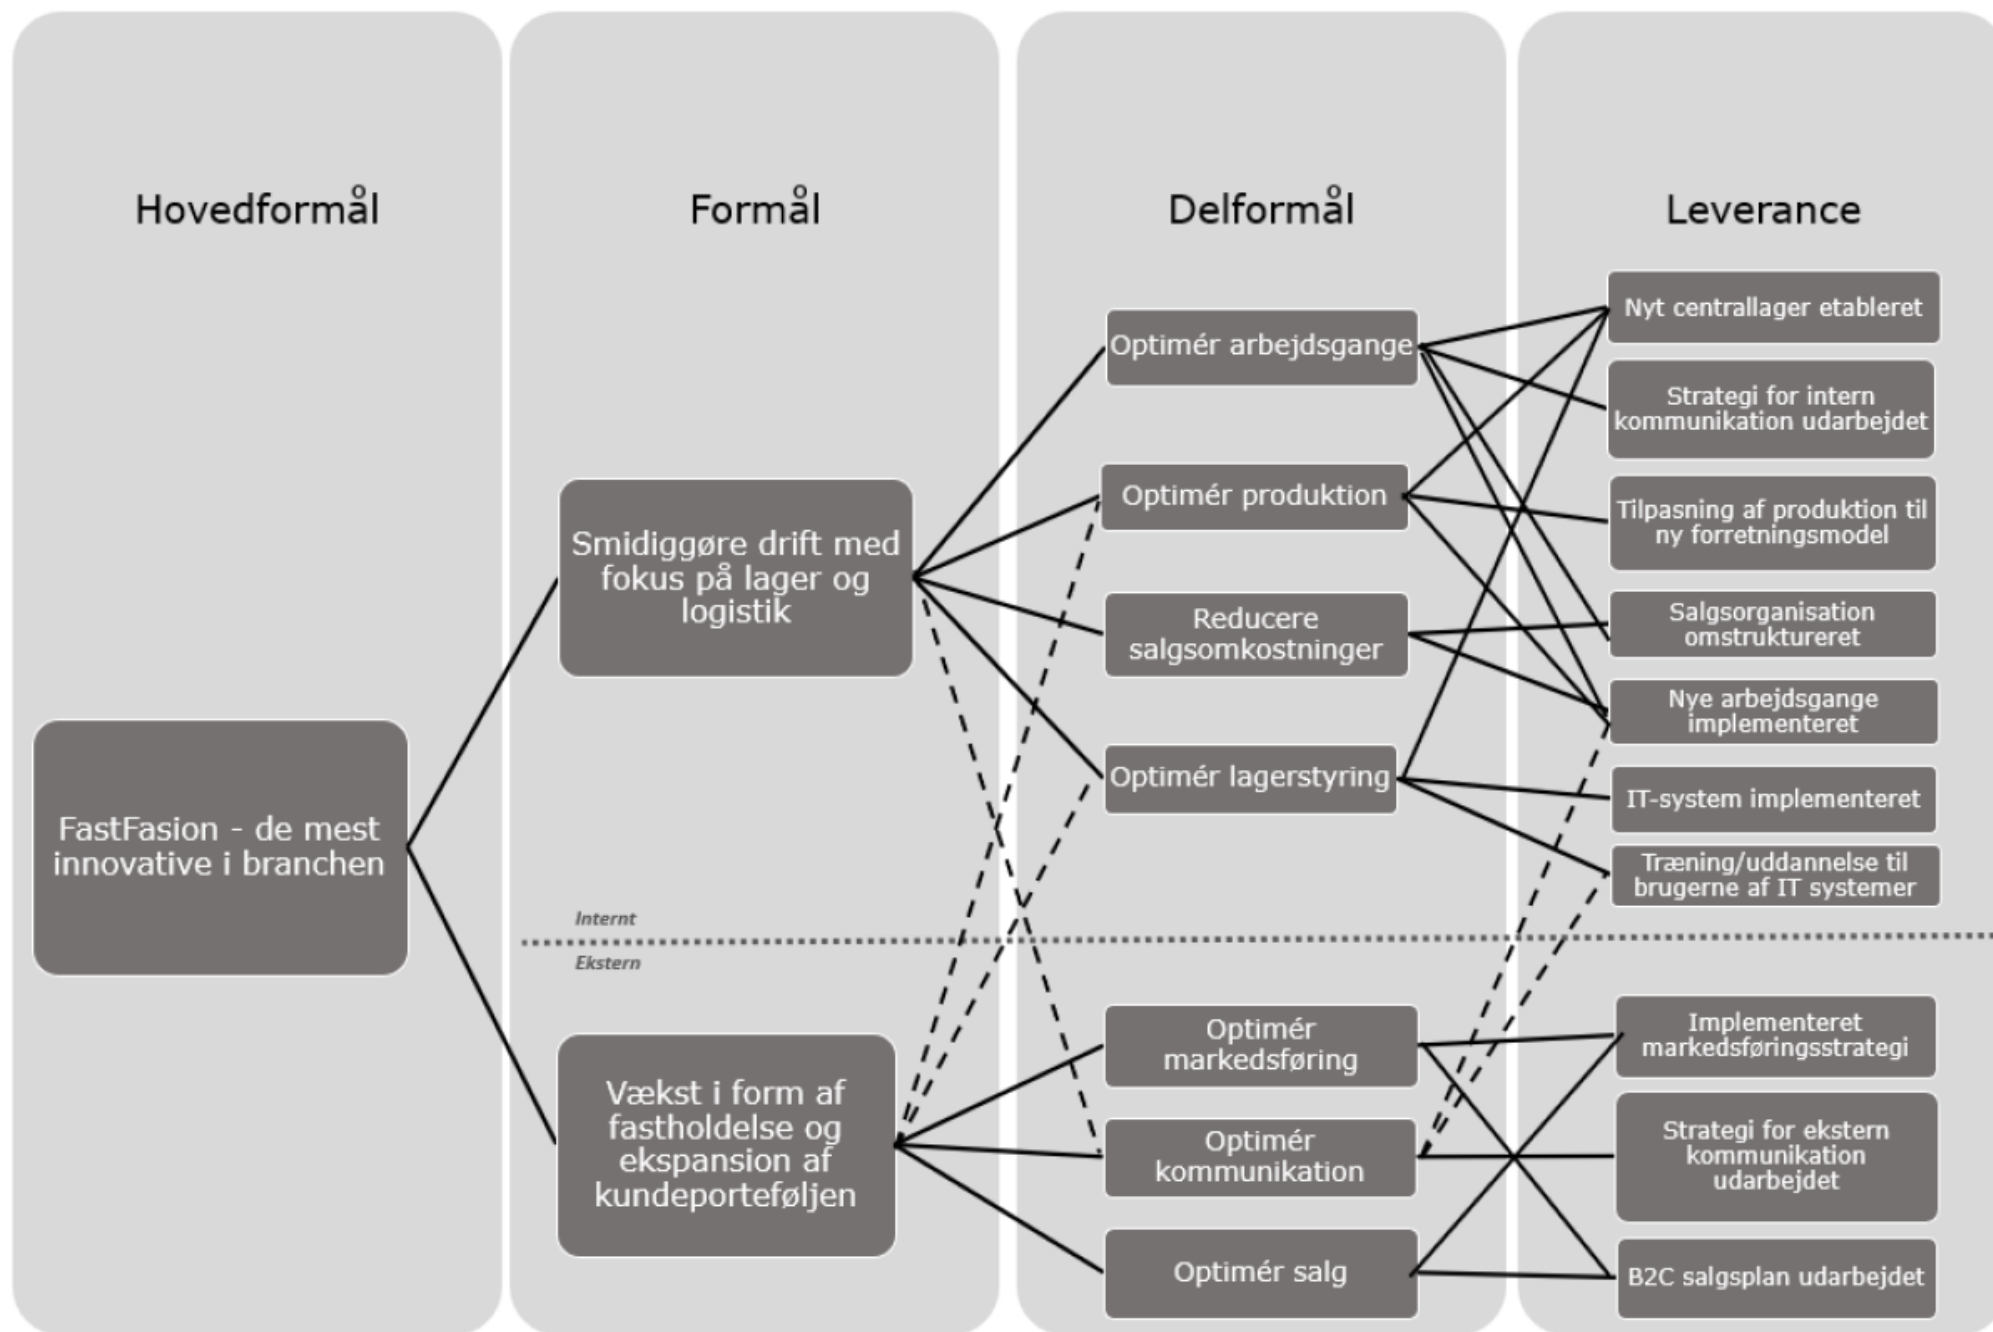 Hovedformål
Formål
Delformål
Leverance
FastFasion - de mest
innovative i branchen
Smidiggøre drift med
fokus på lager og
logistik
Internt
Ekstern
Vækst i form af
fastholdelse og
ekspansion af
kundeporteføljen
Optimér arbejdsgange
Optimér produktion
Reducere
salgsomkostninger
Optimér lagerstyring
Optimér
markedsføring
Optimér
kommunikation
Optimér salg
Nyt centrallager etableret
Strategi for intern
kommunikation udarbejdet
Tilpasning af produktion til
ny forretningsmodel
Salgsorganisation
omstruktureret
Nye arbejdsgange
implementeret
IT-system implementeret
Træning/uddannelse til
brugerne af IT systemer
Implementeret
markedsføringsstrategi
Strategi for ekstern
kommunikation
udarbejdet
B2C salgsplan udarbejdet